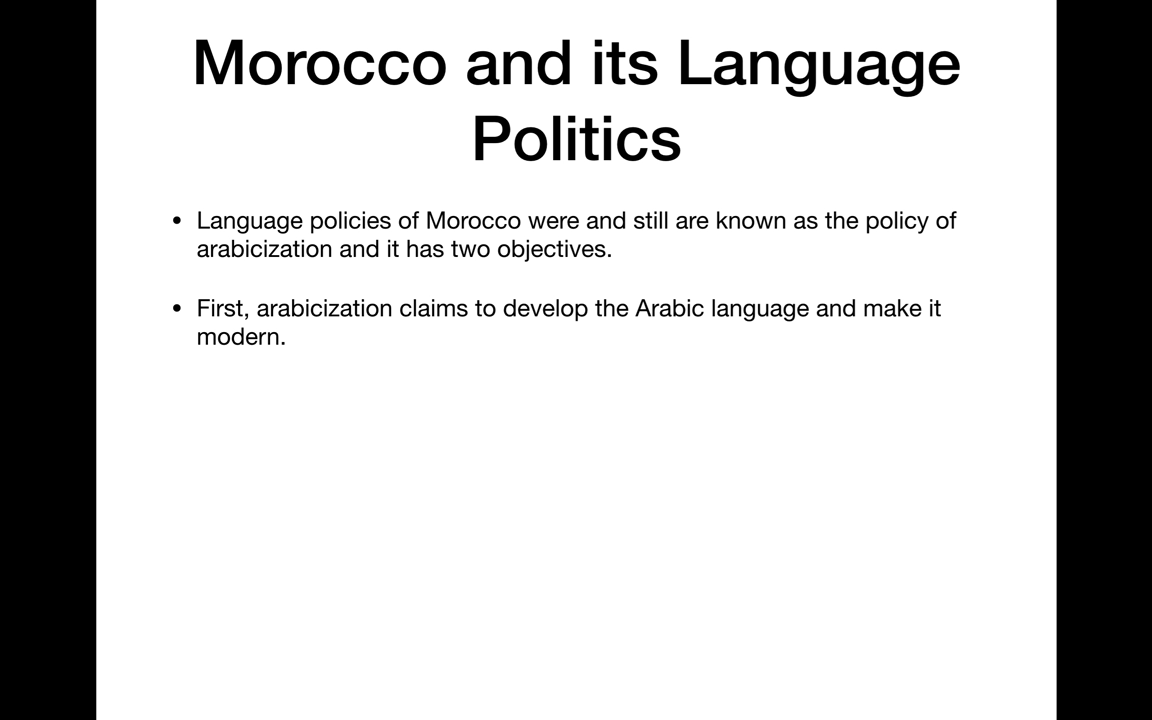 Morocco and its Language
Politics
• Language policies of Morocco were and still are known as the policy of
arabicization and it has two objectives.
• First, arabicization claims to develop the Arabic language and make it
modern.